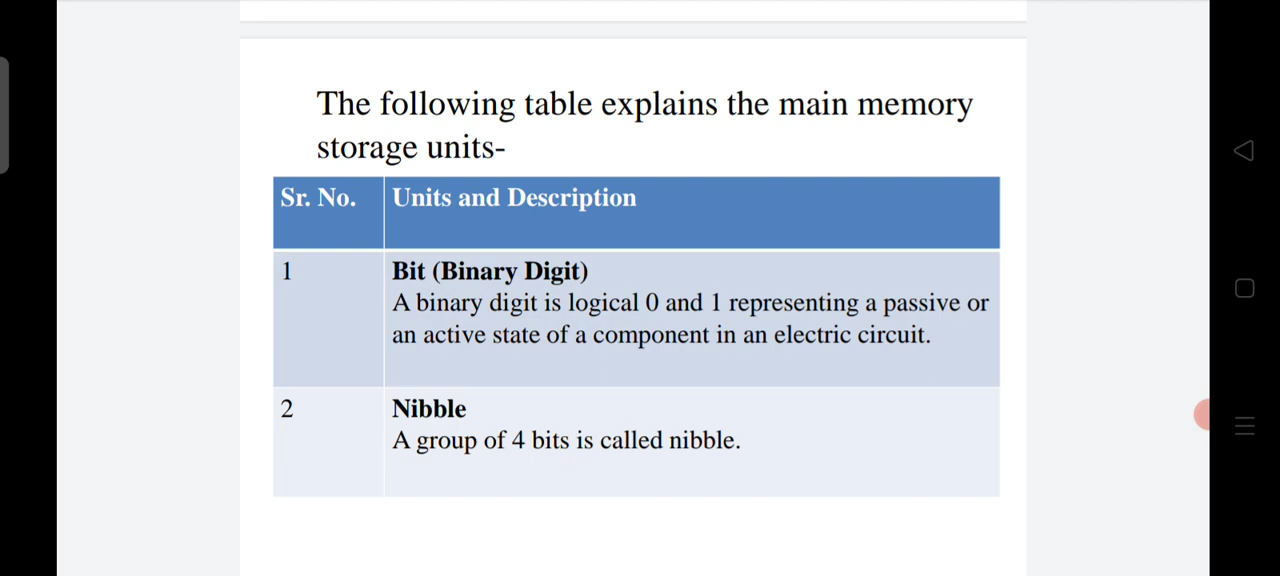 The following table explains the main memory
storage units-
Sr. No. Units and Description
1 Bit (Binary Digit)
A binary digit is logical 0 and 1 representing a passive or
an active state of a component in an electric circuit.
2 Nibble
A group of 4 bits is called nibble.